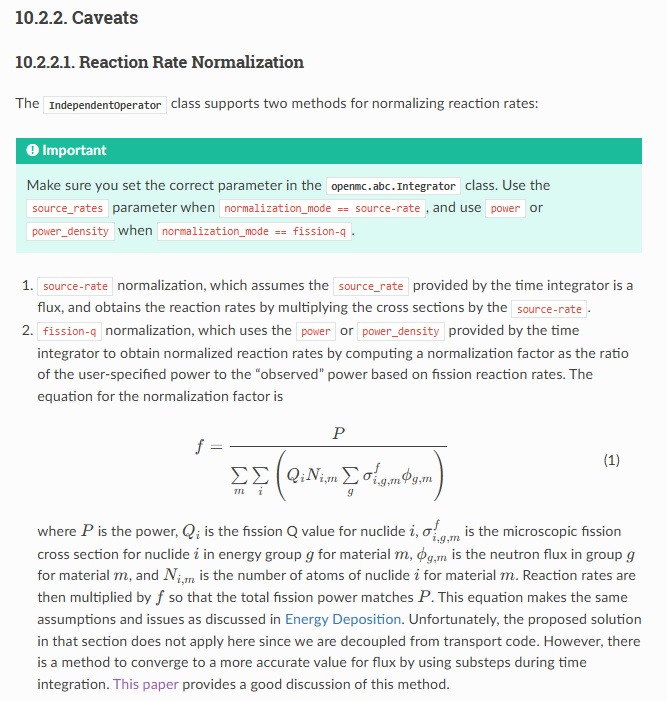 10.2.2. Caveats
10.2.2.1. Reaction Rate Normalization
The IndependentOperator class supports two methods for normalizing reaction rates:
Important
Make sure you set the correct parameter in the openmc.abc.Integrator class. Use the
source_rates parameter when normalization_mode == source-rate , and use power or
power_density when normalization_mode == fission-q .
1. source-rate normalization, which assumes the source_rate provided by the time integrator is a
flux, and obtains the reaction rates by multiplying the cross sections by the source-rate .
2. fission-q normalization, which uses the power or power_density provided by the time
integrator to obtain normalized reaction rates by computing a normalization factor as the ratio
of the user-specified power to the “observed” power based on fission reaction rates. The
equation for the normalization factor is
f = \frac{P}{\sum_m \sum_i \left( Q_i N_{i,m} \sum_g \sigma^f_{i,g,m} \phi_{g,m} \right)} (1)
where P is the power, Q_i is the fission Q value for nuclide i, \sigma^f_{i,g,m} is the microscopic fission
cross section for nuclide i in energy group g for material m, \phi_{g,m} is the neutron flux in group g
for material m, and N_{i,m} is the number of atoms of nuclide i for material m. Reaction rates are
then multiplied by f so that the total fission power matches P. This equation makes the same
assumptions and issues as discussed in Energy Deposition. Unfortunately, the proposed solution
in that section does not apply here since we are decoupled from transport code. However, there
is a method to converge to a more accurate value for flux by using substeps during time
integration. This paper provides a good discussion of this method.